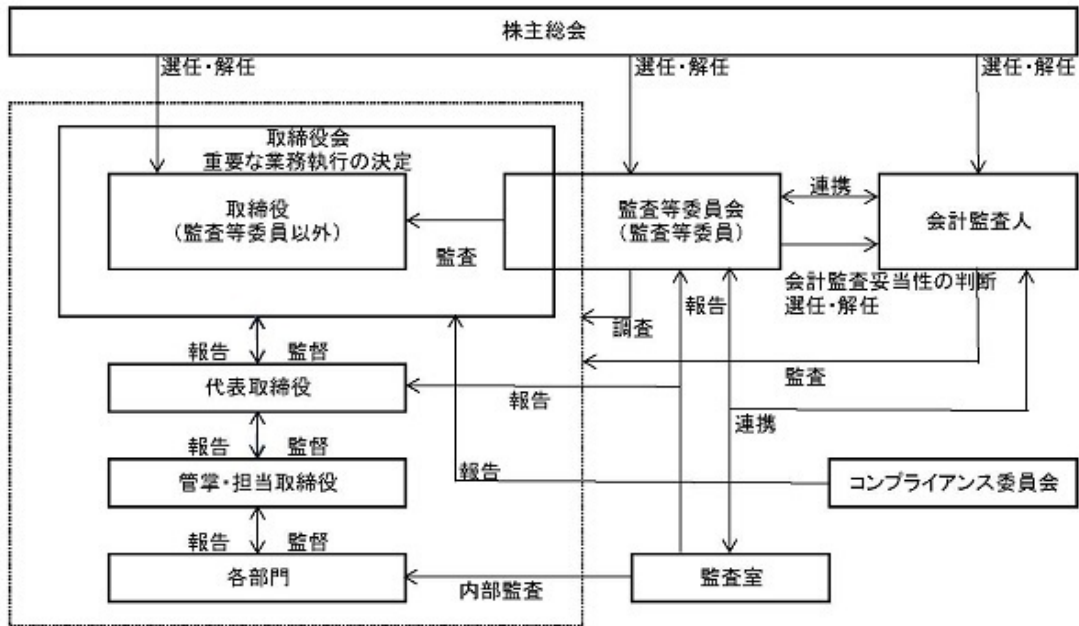 株主総会
選任・解任
選任・解任
選任・解任
取締役会
重要な業務執行の決定
取締役
(監査等委員以外)
監査
監査等委員会
(監査等委員)
連携
会計監査人
会計監査妥当性の判断
選任・解任
調査
報告
監査
報告
監督
代表取締役
報告
連携
報告
監督
管掌・担当取締役
報告
コンプライアンス委員会
報告
監督
各部門
内部監査
監査室